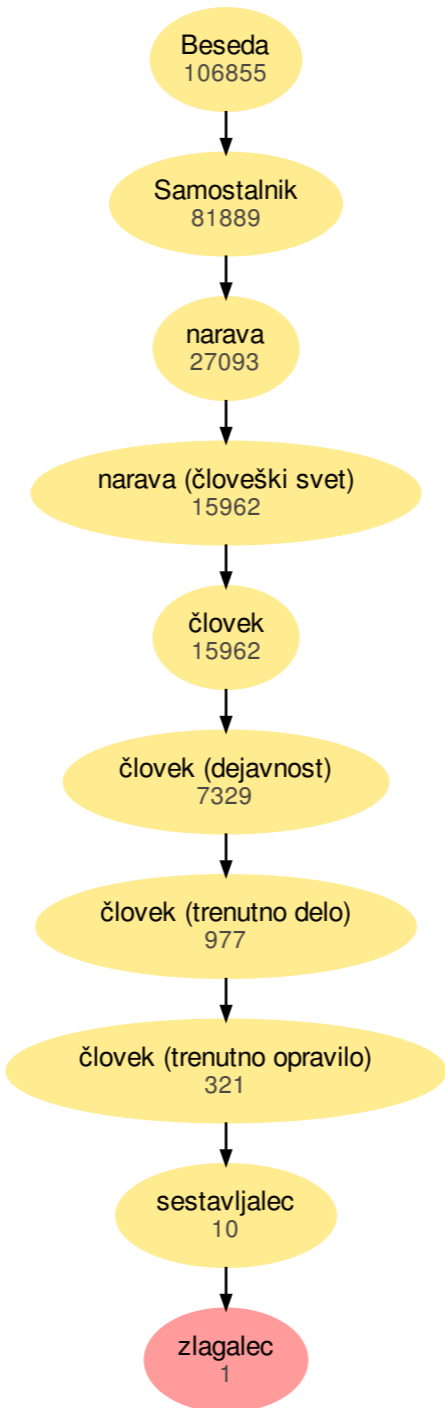 Beseda
106855
Samostalnik
81889
narava
27093
narava (človeški svet)
15962
človek
15962
človek (dejavnost)
7329
človek (trenutno delo)
977
človek (trenutno opravilo)
321
sestavljalec
10
zlagalec
1